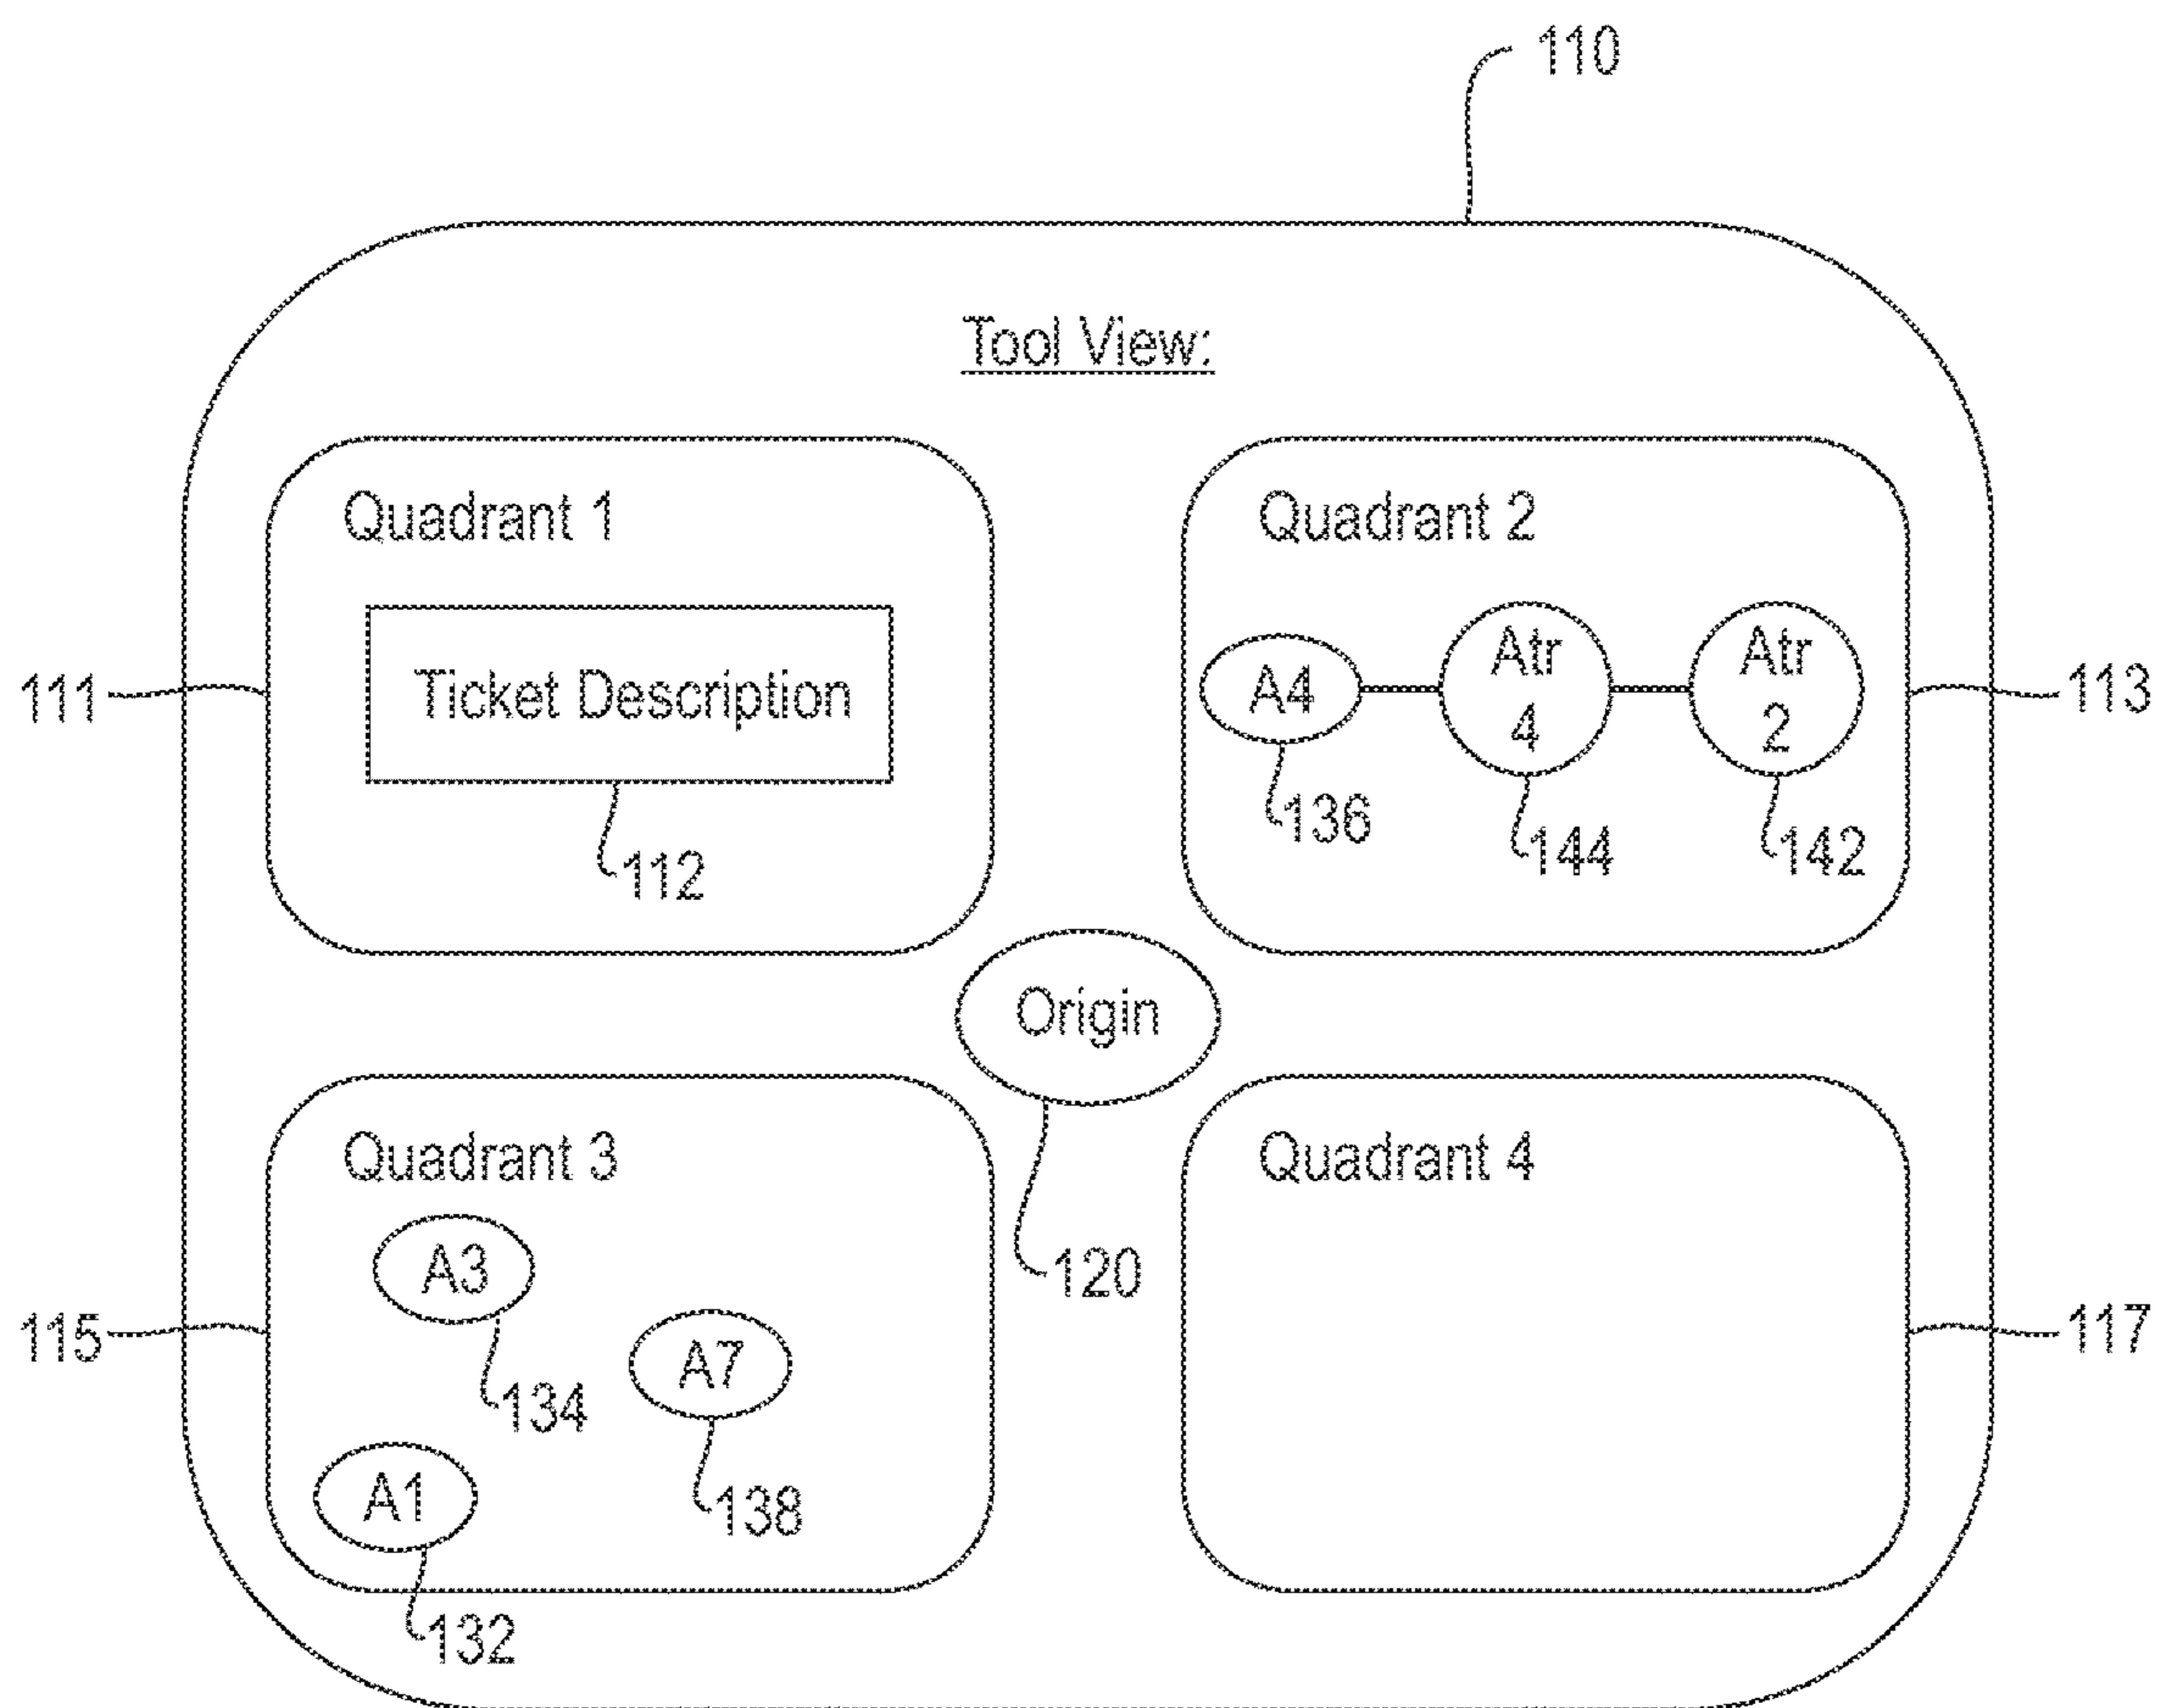 110
Tool View:
Quadrant 1
Ticket Description
111
112
Quadrant 2
A4
Atr
4
Atr
2
113
136
144
142
Origin
120
Quadrant 3
A3
134
A7
138
115
A1
132
Quadrant 4
117